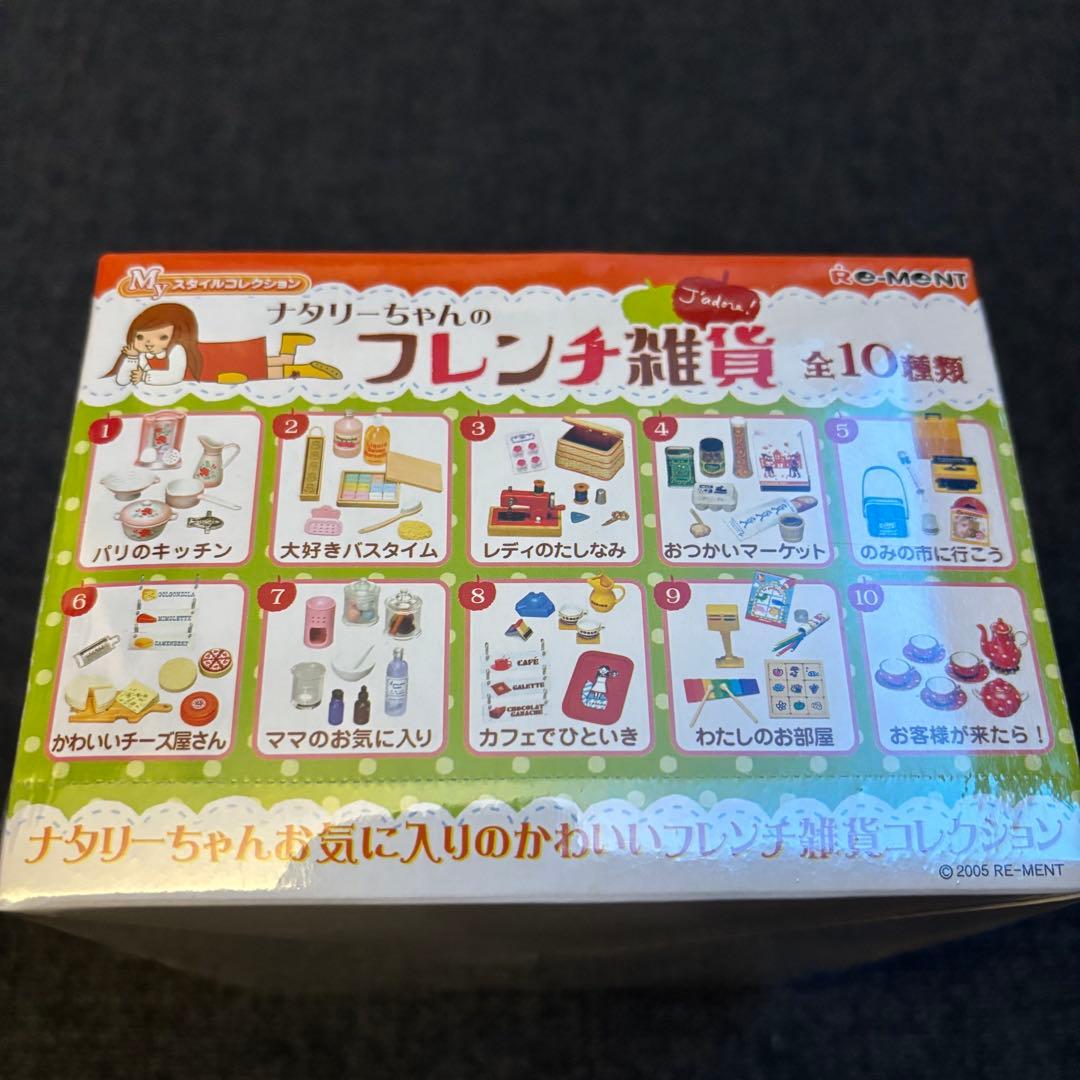 Myスタイルコレクション
RE-MENT
ナタリーちゃんの
J'adore!
フレンチ雑貨 全10種類
1
パリのキッチン
2
大好きバスタイム
3
レディのたしなみ
4
おつかいマーケット
5
のみの市に行こう
6
GOLGONZOLA
MIMOLETTE
CAMENBERT
かわいいチーズ屋さん
7
ママのお気に入り
8
CAFÉ
GALETTE
CHOCOLAT
GANACHE
カフェでひといき
9
わたしのお部屋
10
お客様が来たら！
ナタリーちゃんお気に入りのかわいいフレンチ雑貨コレクション
© 2005 RE-MENT